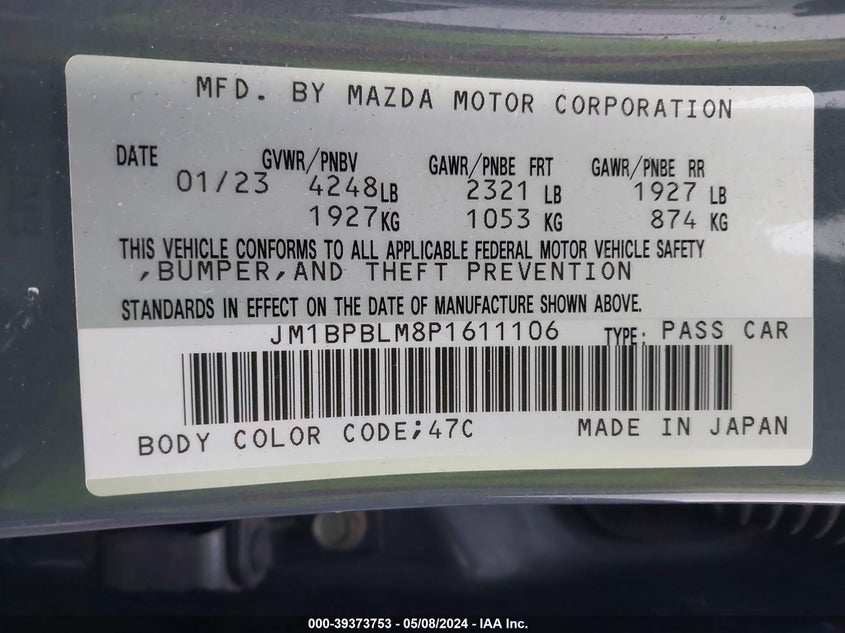 MFD. BY MAZDA MOTOR CORPORATION
DATE GVWR/PNBV GAWR/PNBE FRT GAWR/PNBE RR
01/23 4248LB 2321 LB 1927 LB
1927KG 1053 KG 874 KG
THIS VEHICLE CONFORMS TO ALL APPLICABLE FEDERAL MOTOR VEHICLE SAFETY
,BUMPER,AND THEFT PREVENTION
STANDARDS IN EFFECT ON THE DATE OF MANUFACTURE SHOWN ABOVE.
JM1BPBLM8P1611106 TYPE: PASS CAR
BODY COLOR CODE;47C MADE IN JAPAN
000-39373753 - 05/08/2024 - IAA Inc.